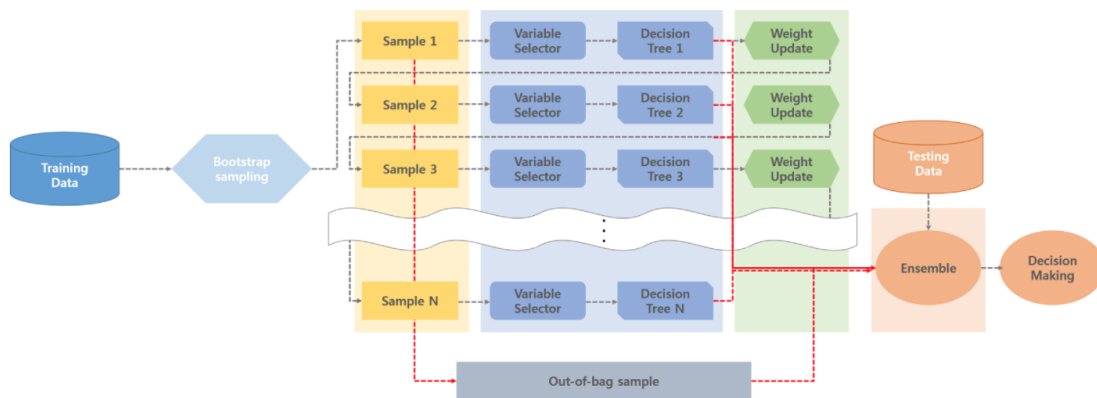 Training
Data
Bootstrap
sampling
Sample 1
Variable
Selector
Decision
Tree 1
Weight
Update
Sample 2
Variable
Selector
Decision
Tree 2
Weight
Update
Sample 3
Variable
Selector
Decision
Tree 3
Weight
Update
Testing
Data
Sample N
Variable
Selector
Decision
Tree N
Ensemble
Decision
Making
Out-of-bag sample